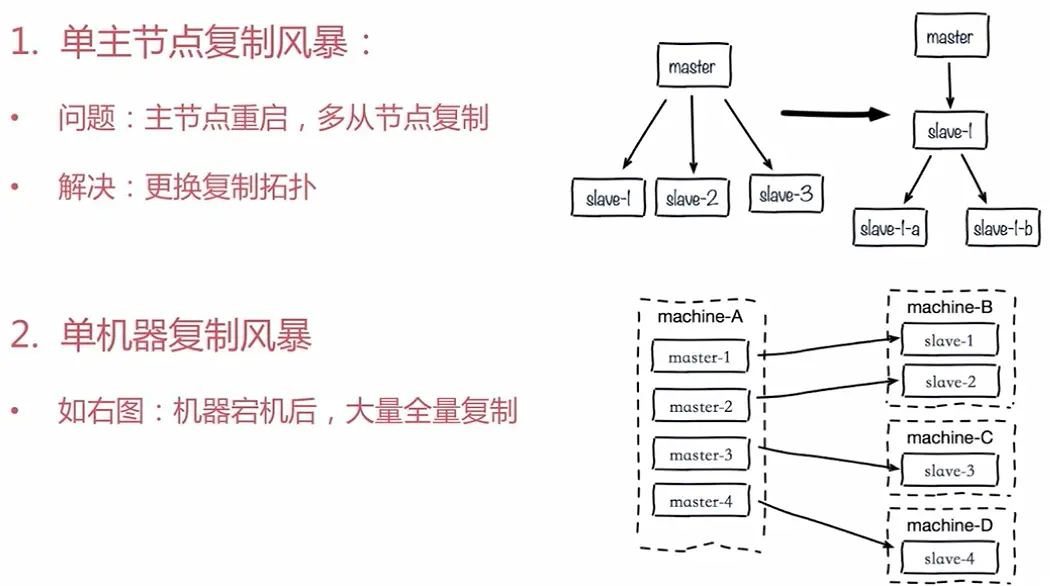 1. 单主节点复制风暴：
• 问题：主节点重启，多从节点复制
• 解决：更换复制拓扑
master
slave-1
slave-2
slave-3
master
slave-1
slave-1-a
slave-1-b
2. 单机器复制风暴
• 如右图：机器宕机后，大量全量复制
machine-A
master-1
master-2
master-3
master-4
machine-B
slave-1
slave-2
machine-C
slave-3
machine-D
slave-4